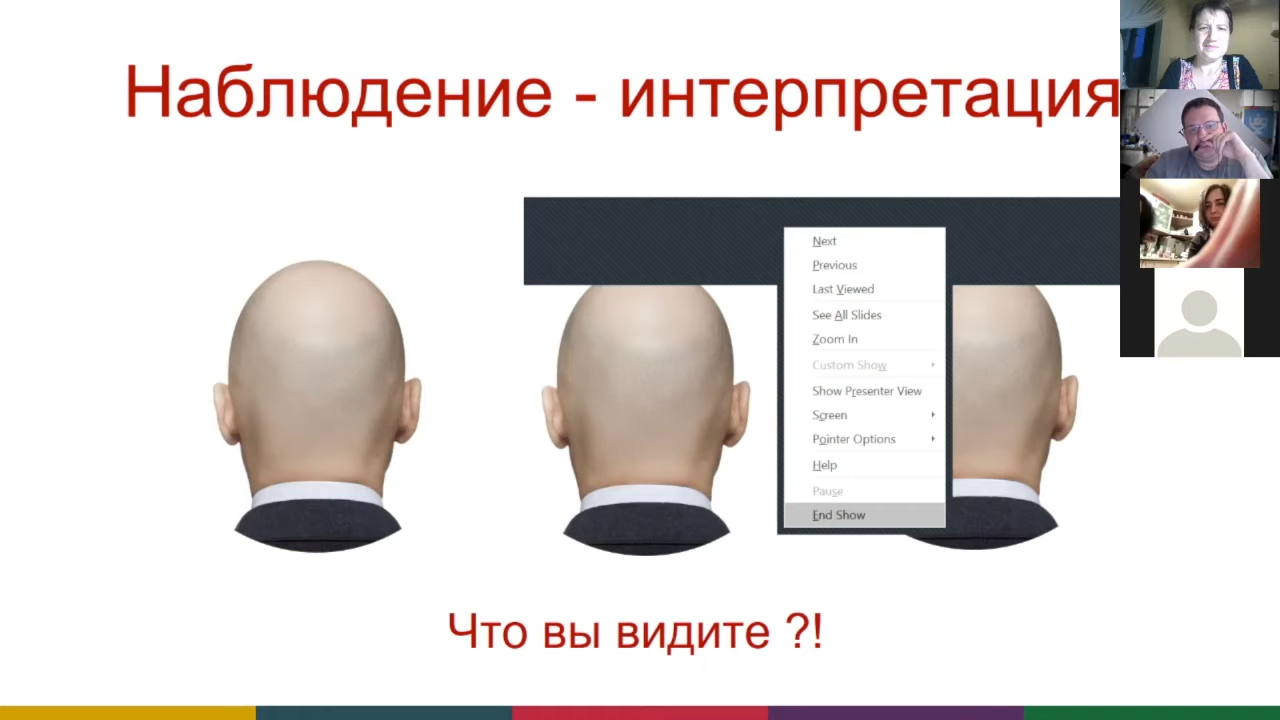 Наблюдение - интерпретация
Next
Previous
Last Viewed
See All Slides
Zoom In
Custom Show
Show Presenter View
Screen
Pointer Options
Help
Pause
End Show
Что вы видите ?!